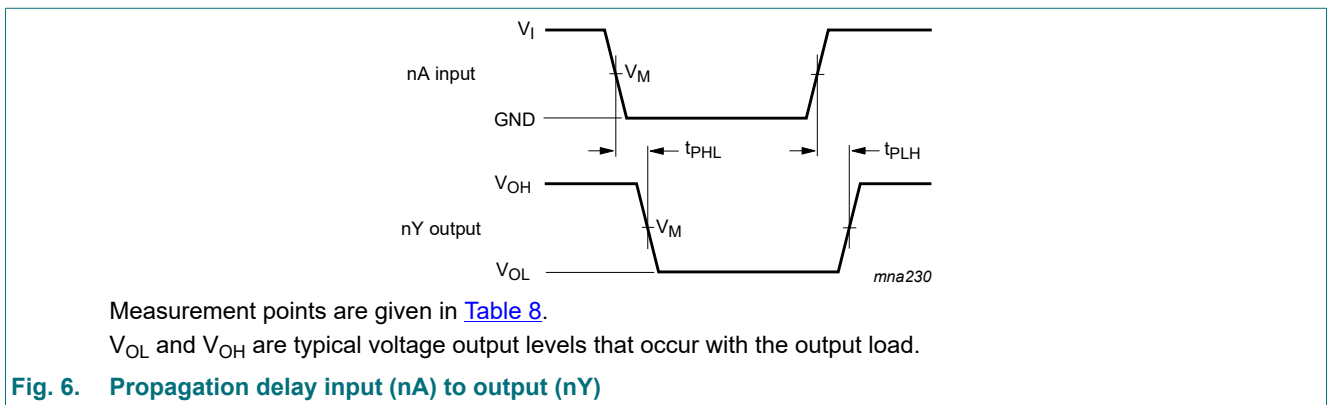 V_I
nA input
V_M
GND
t_PHL
t_PLH
V_OH
nY output
V_M
V_OL
mna230
Measurement points are given in Table 8.
V_OL and V_OH are typical voltage output levels that occur with the output load.
Fig. 6. Propagation delay input (nA) to output (nY)